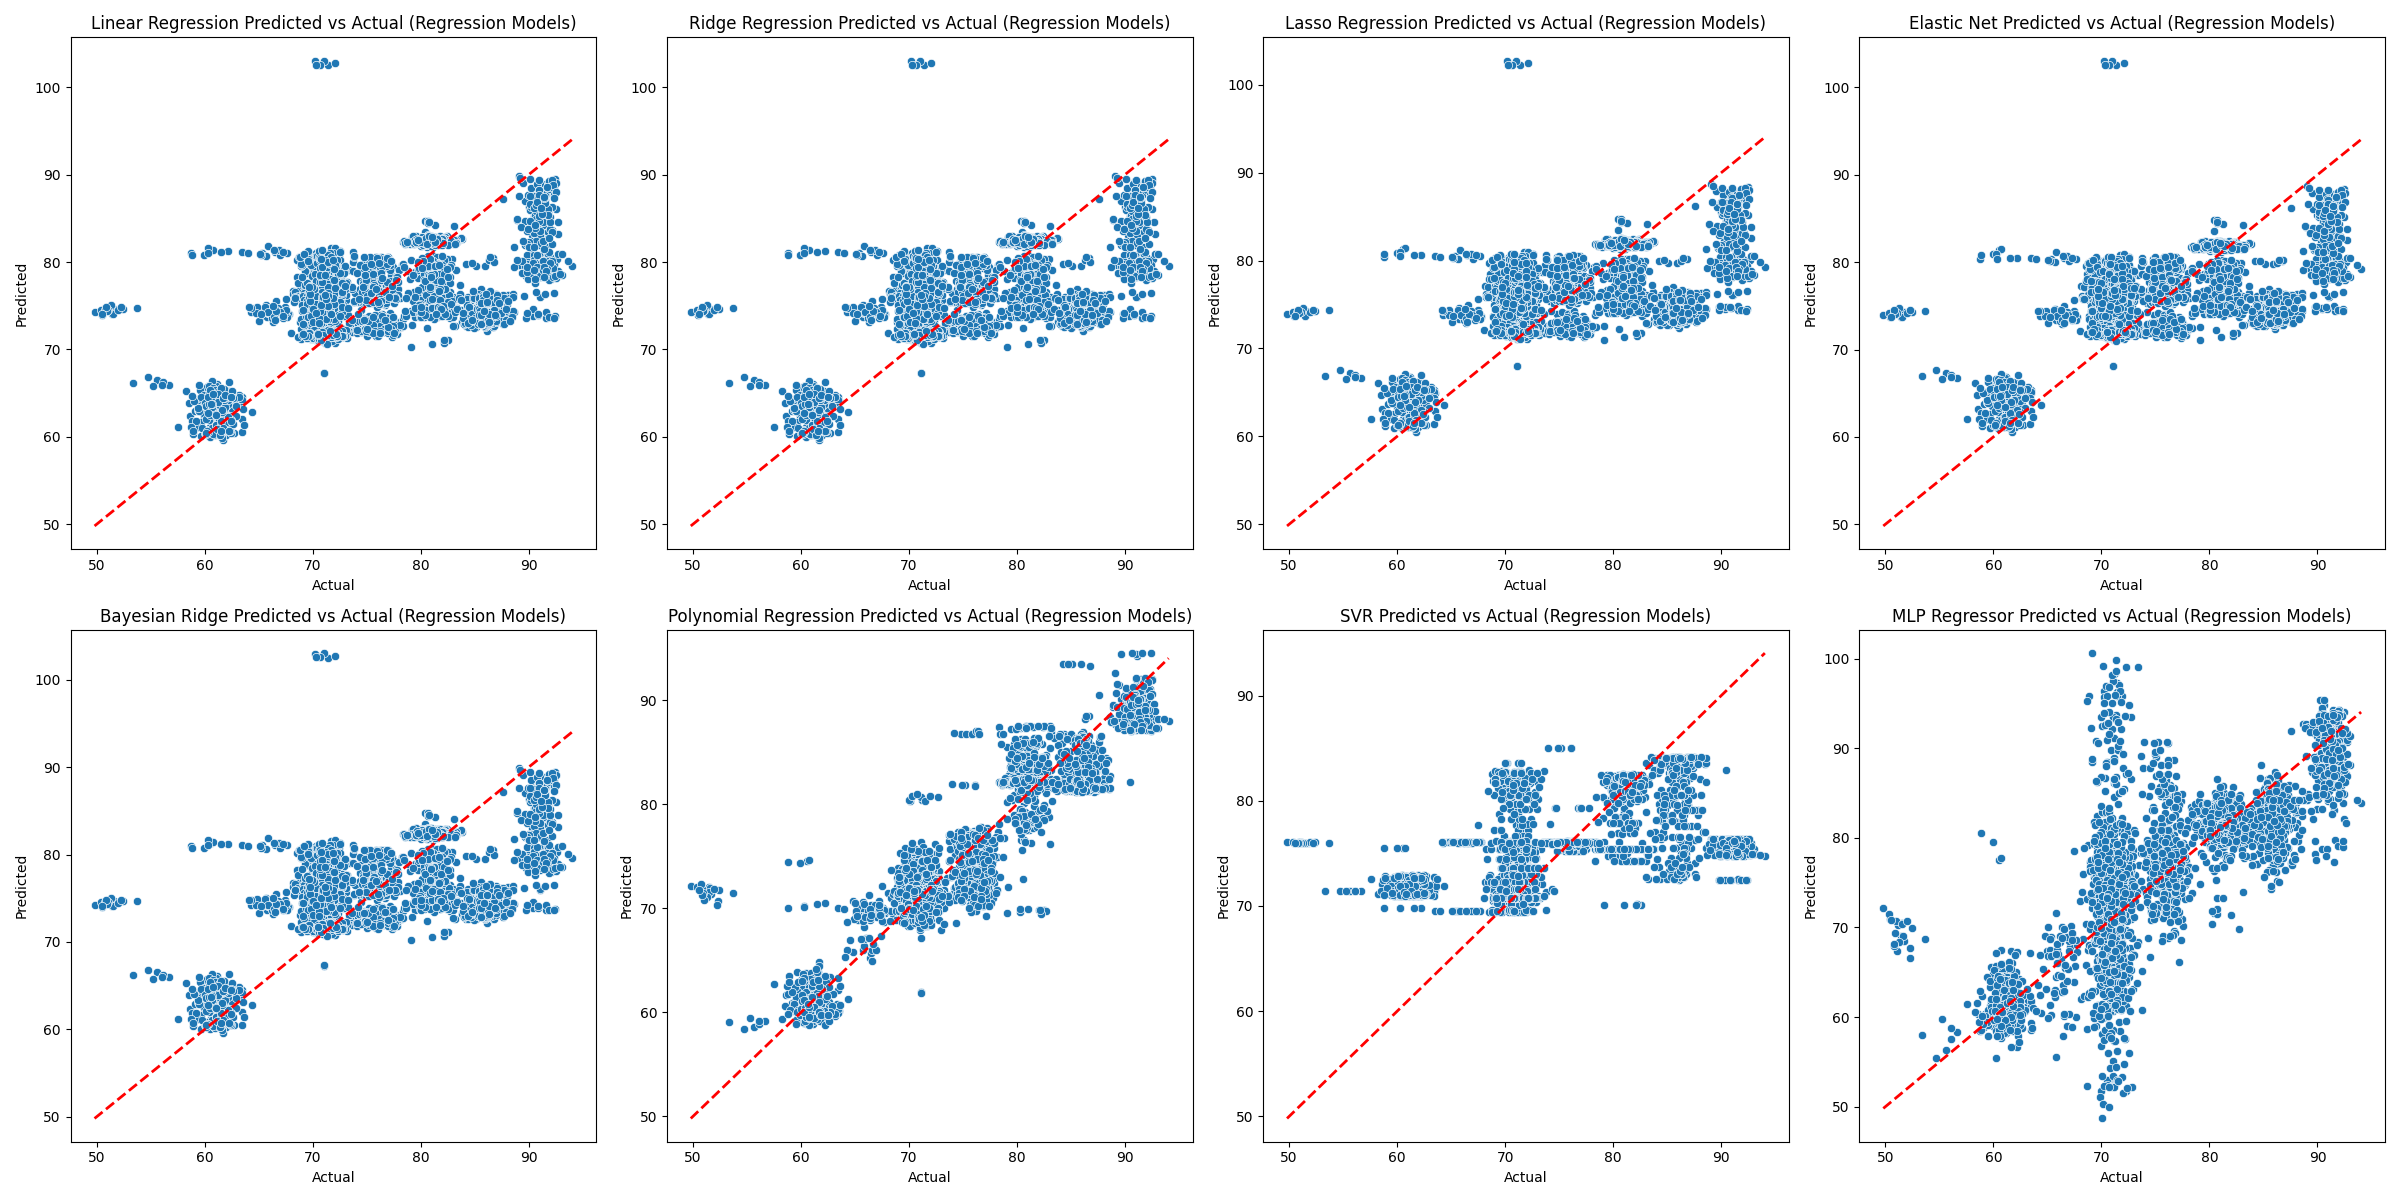 Linear Regression Predicted vs Actual (Regression Models)
Ridge Regression Predicted vs Actual (Regression Models)
Lasso Regression Predicted vs Actual (Regression Models)
Elastic Net Predicted vs Actual (Regression Models)
100
90
80
70
60
50
Predicted
50 60 70 80 90
Actual
100
90
80
70
60
50
Predicted
50 60 70 80 90
Actual
100
90
80
70
60
50
Predicted
50 60 70 80 90
Actual
100
90
80
70
60
50
Predicted
50 60 70 80 90
Actual
Bayesian Ridge Predicted vs Actual (Regression Models)
Polynomial Regression Predicted vs Actual (Regression Models)
SVR Predicted vs Actual (Regression Models)
MLP Regressor Predicted vs Actual (Regression Models)
100
90
80
70
60
50
Predicted
50 60 70 80 90
Actual
90
80
70
60
50
Predicted
50 60 70 80 90
Actual
90
80
70
60
50
Predicted
50 60 70 80 90
Actual
100
90
80
70
60
50
Predicted
50 60 70 80 90
Actual